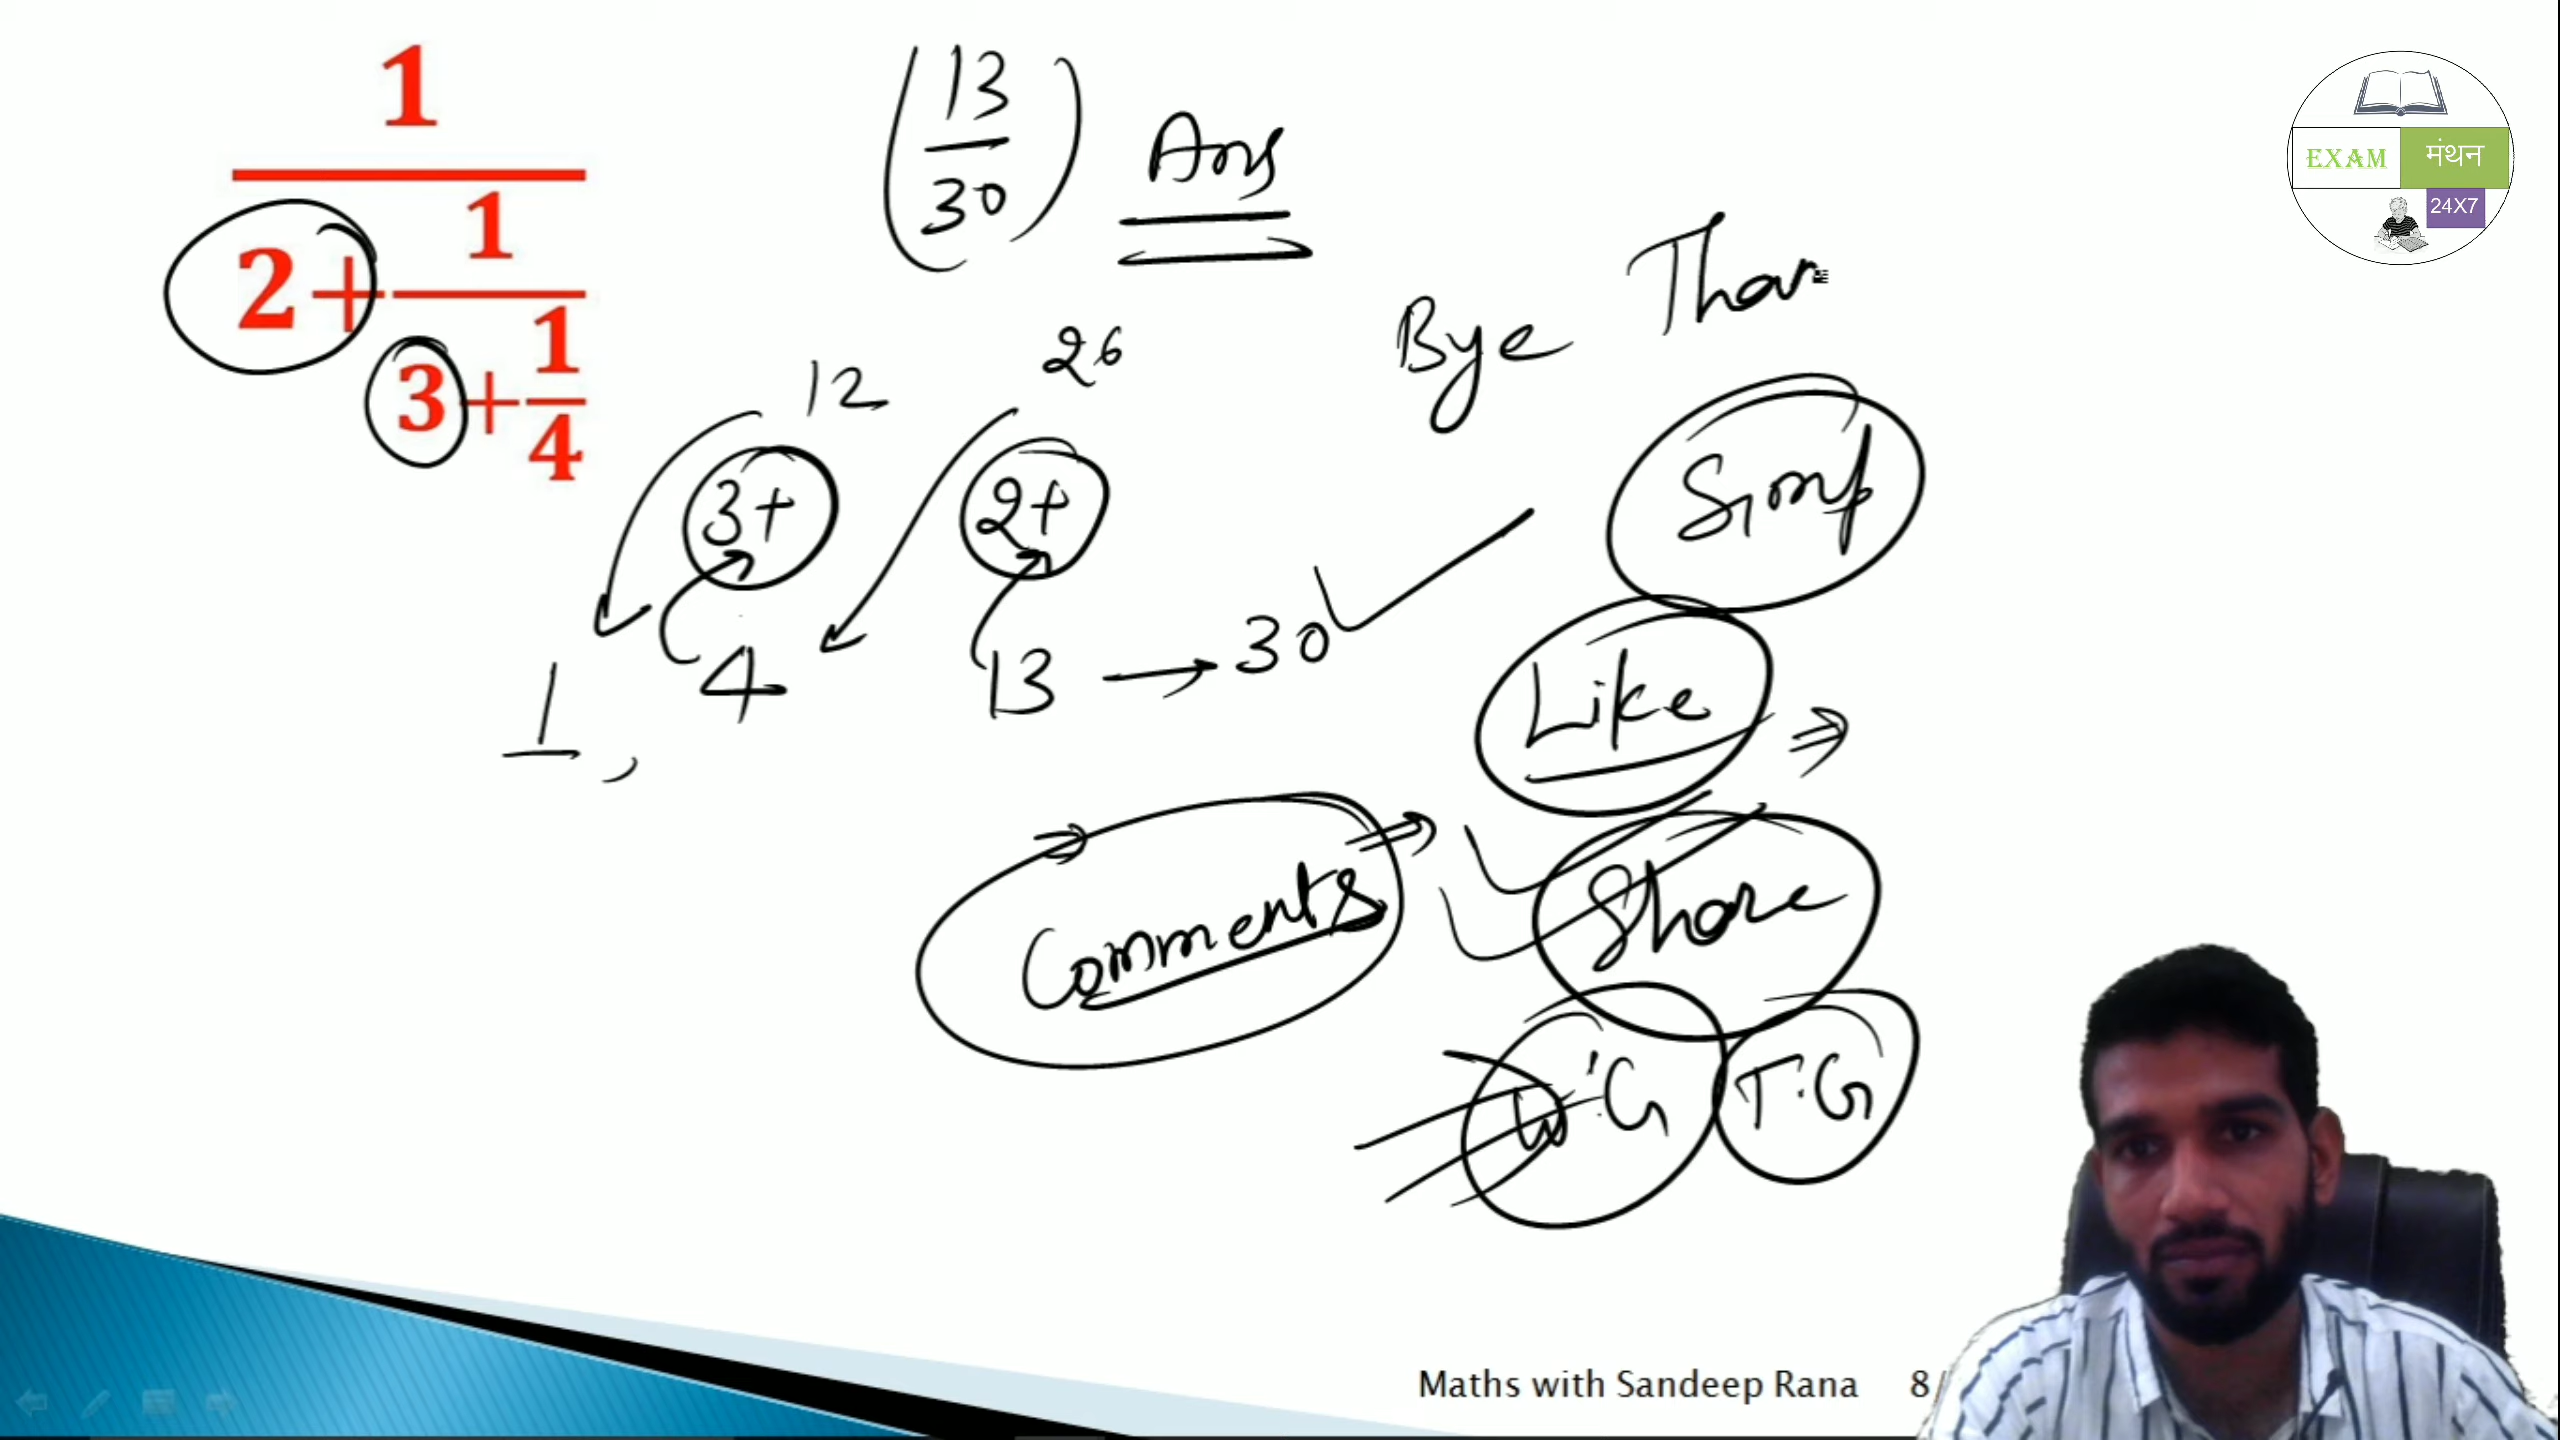 1
2+ 1
3+ 1
4
13
30
Ans
EXAM मंथन
24X7
Bye Than
12
26
3+
2+
Simp
1, 4 13 → 30
Like ⇒
Comments ⇒
Share
W.G T.G
Maths with Sandeep Rana 8/